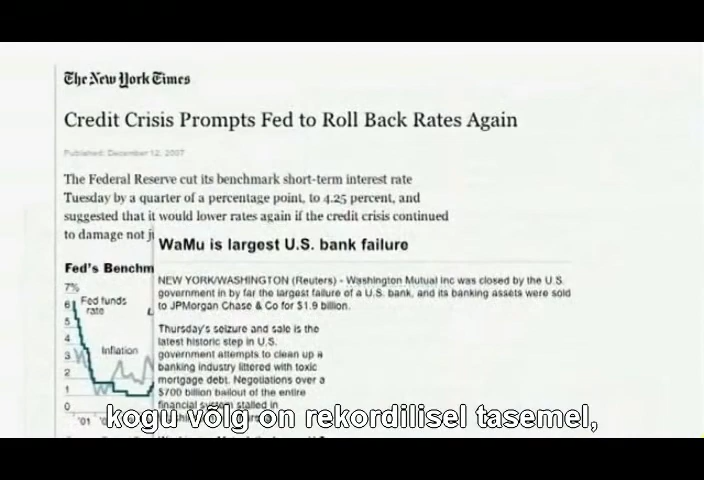 The New York Times
Credit Crisis Prompts Fed to Roll Back Rates Again
Published: December 12, 2007
The Federal Reserve cut its benchmark short-term interest rate
Tuesday by a quarter of a percentage point, to 4.25 percent, and
suggested that it would lower rates again if the credit crisis continued
to damage not
Fed's Benchm
7%
Fed funds
rate
6
5
4
3
2
1
0
Inflation
'01
WaMu is largest U.S. bank failure
NEW YORK/WASHINGTON (Reuters) - Washington Mutual Inc was closed by the U.S.
government in by far the largest failure of a U.S. bank, and its banking assets were sold
to JPMorgan Chase & Co for $1.9 billion.
Thursday's seizure and sale is the
latest historic step in U.S.
government attempts to clean up a
banking industry littered with toxic
mortgage debt. Negotiations over a
$700 billion bailout of the entire
financial system stalled in
kogu võlg on rekordilisel tasemel,